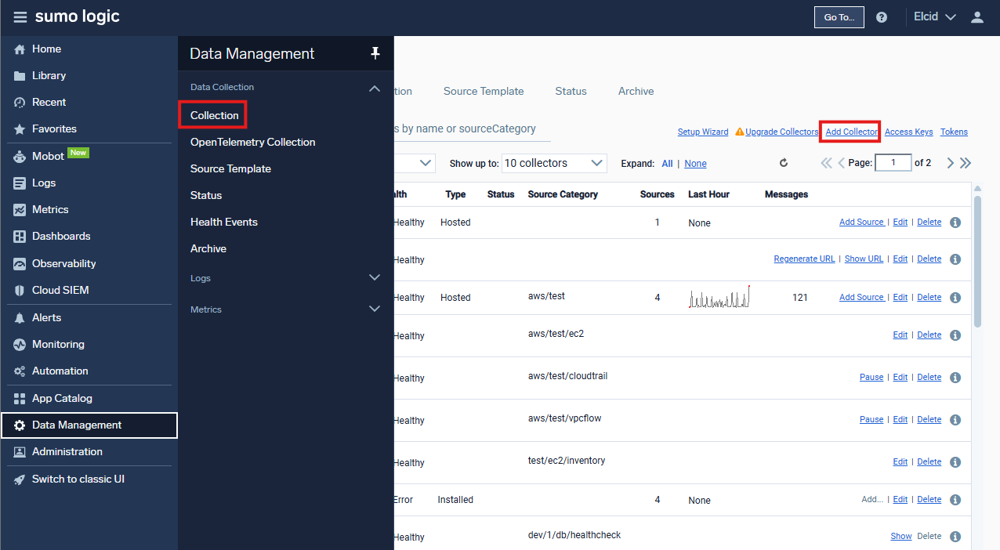 sumo logic
Go To...
Elcid
Home
Library
Recent
Favorites
Mobot New
Logs
Metrics
Dashboards
Observability
Cloud SIEM
Alerts
Monitoring
Automation
App Catalog
Data Management
Administration
Switch to classic UI
Data Management
Data Collection
Collection
OpenTelemetry Collection
Source Template
Status
Health Events
Archive
Logs
Metrics
tion Source Template Status Archive
s by name or sourceCategory
Setup Wizard Upgrade Collectors Add Collector Access Keys Tokens
Show up to: 10 collectors Expand: All | None Page: 1 of 2
lth Type Status Source Category Sources Last Hour Messages
Healthy Hosted 1 None Add Source | Edit | Delete
Healthy Regenerate URL | Show URL | Edit | Delete
Healthy Hosted aws/test 4 121 Add Source | Edit | Delete
Healthy aws/test/ec2 Edit | Delete
Healthy aws/test/cloudtrail Pause | Edit | Delete
Healthy aws/test/vpcflow Pause | Edit | Delete
Healthy test/ec2/inventory Edit | Delete
Error Installed 4 None Add... | Edit | Delete
Healthy dev/1/db/healthcheck Show Delete